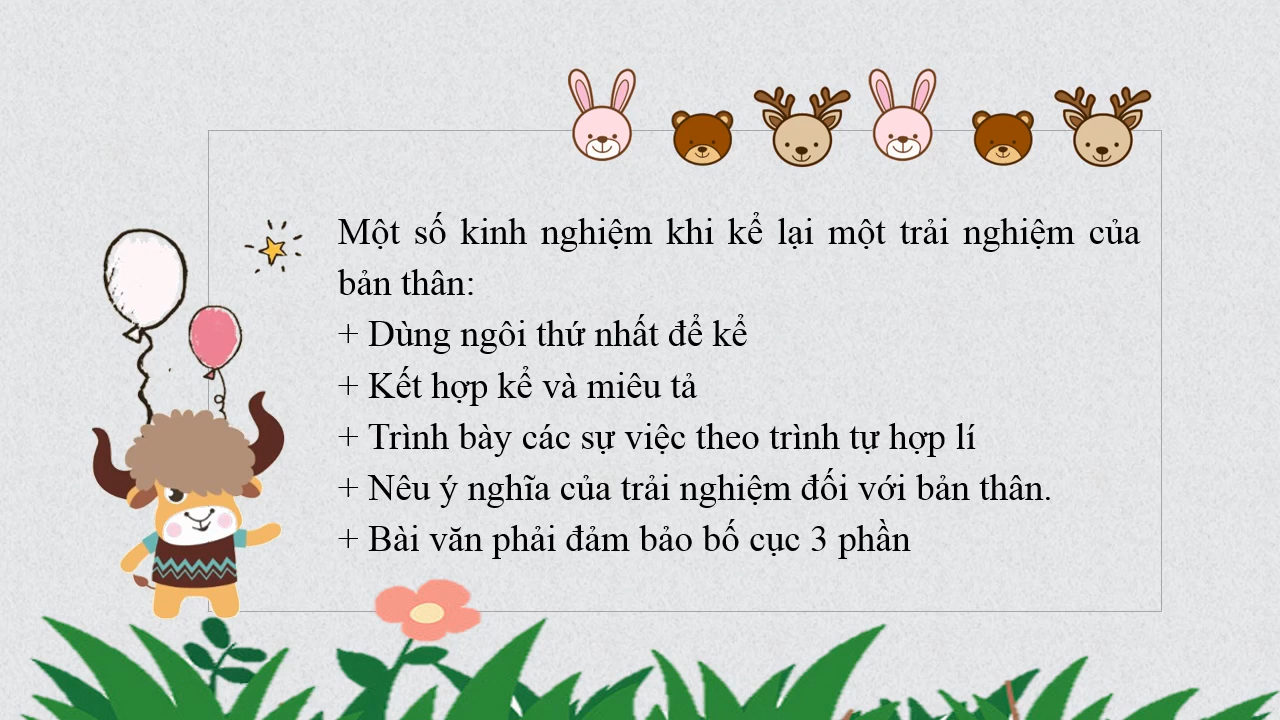 Một số kinh nghiệm khi kể lại một trải nghiệm của
bản thân:
+ Dùng ngôi thứ nhất để kể
+ Kết hợp kể và miêu tả
+ Trình bày các sự việc theo trình tự hợp lí
+ Nêu ý nghĩa của trải nghiệm đối với bản thân.
+ Bài văn phải đảm bảo bố cục 3 phần